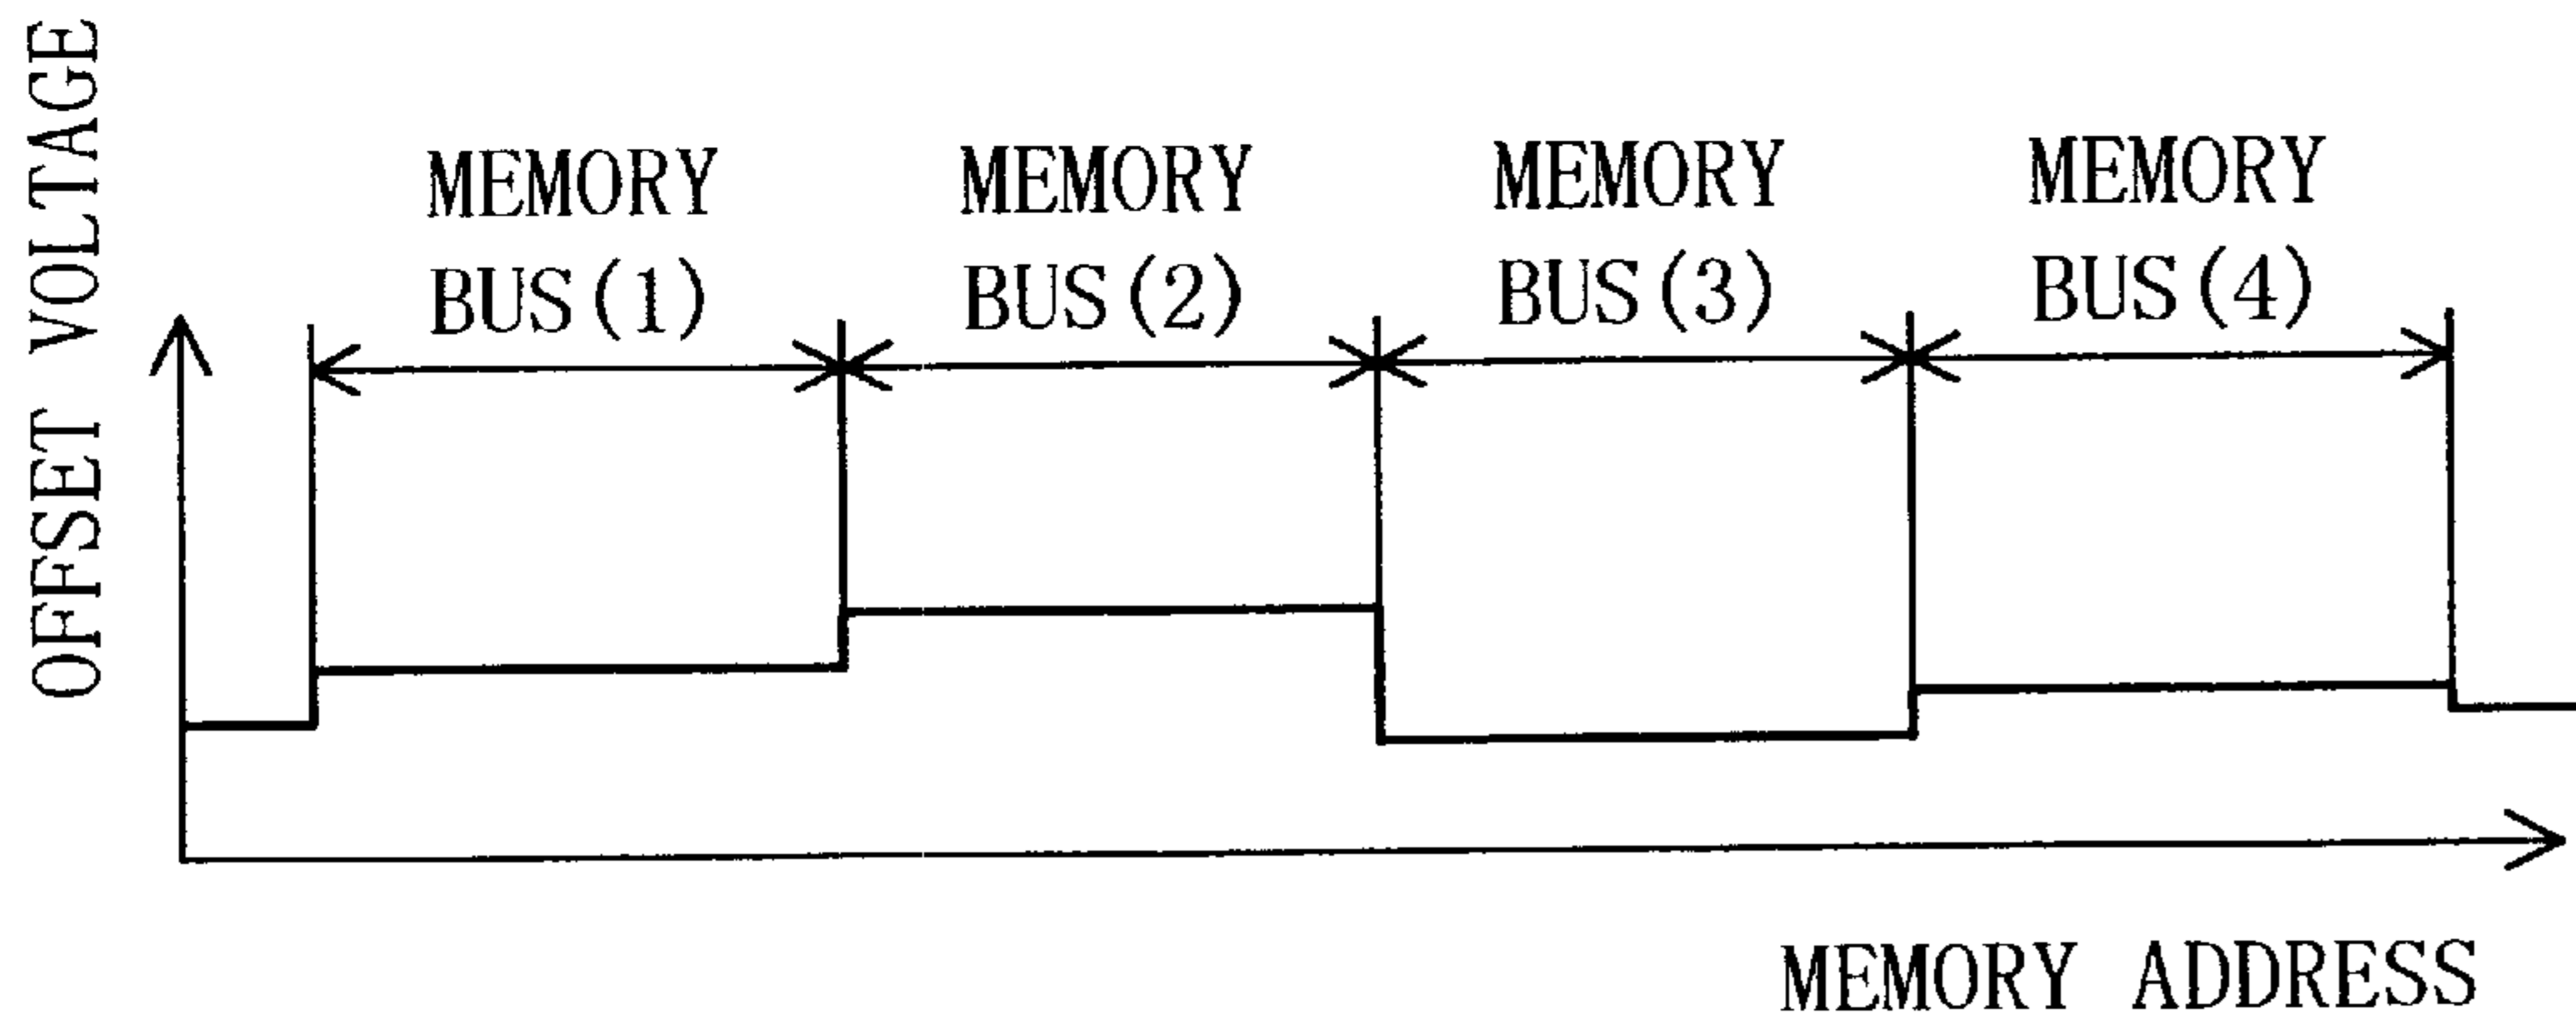 OFFSET VOLTAGE
MEMORY
BUS(1)
MEMORY
BUS(2)
MEMORY
BUS(3)
MEMORY
BUS(4)
MEMORY ADDRESS